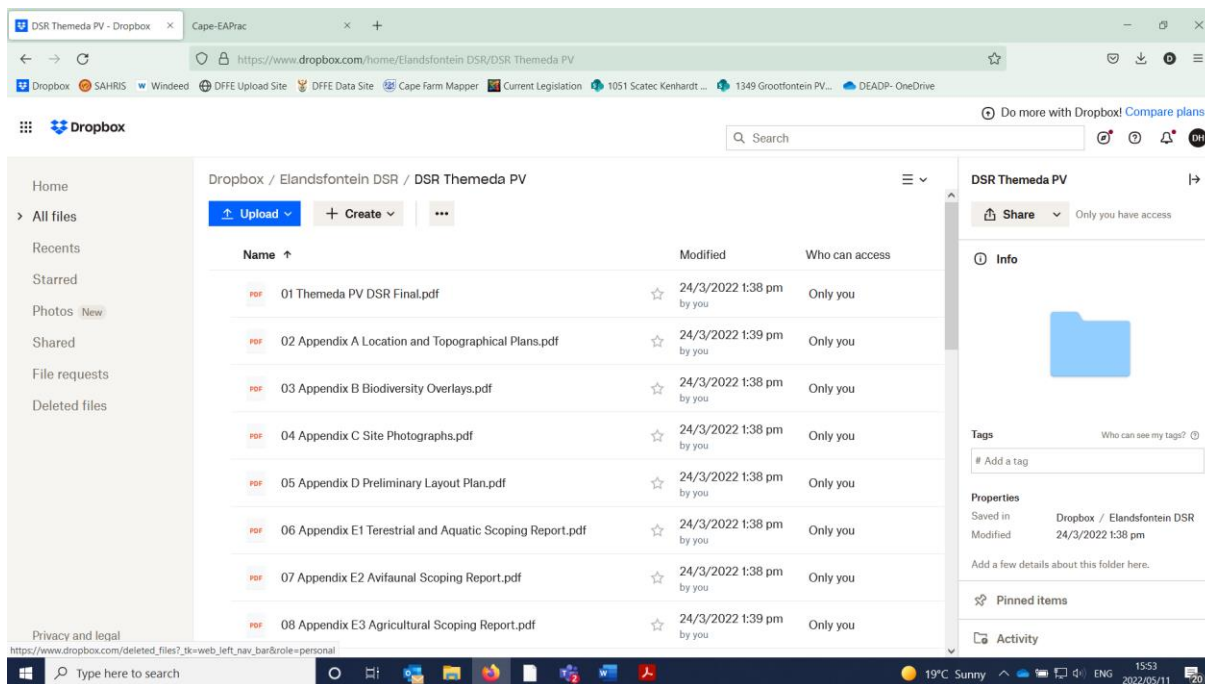 DSR Themeda PV - Dropbox
Cape-EAPrac
https://www.dropbox.com/home/Elandsfontein DSR/DSR Themeda PV
Dropbox SAHRIS Windeed DFFE Upload Site DFFE Data Site Cape Farm Mapper Current Legislation 1051 Scatec Kenhardt ... 1349 Grootfontein PV... DEADP- OneDrive
Do more with Dropbox! Compare plans
Dropbox
Search
DH
Home
All files
Recents
Starred
Photos New
Shared
File requests
Deleted files
Privacy and legal
https://www.dropbox.com/deleted_files?_tk=web_left_nav_bar&role=personal
Dropbox / Elandsfontein DSR / DSR Themeda PV
Upload
Create
Name Modified Who can access
PDF 01 Themeda PV DSR Final.pdf 24/3/2022 1:38 pm Only you
by you
PDF 02 Appendix A Location and Topographical Plans.pdf 24/3/2022 1:39 pm Only you
by you
PDF 03 Appendix B Biodiversity Overlays.pdf 24/3/2022 1:38 pm Only you
by you
PDF 04 Appendix C Site Photographs.pdf 24/3/2022 1:38 pm Only you
by you
PDF 05 Appendix D Preliminary Layout Plan.pdf 24/3/2022 1:38 pm Only you
by you
PDF 06 Appendix E1 Terestrial and Aquatic Scoping Report.pdf 24/3/2022 1:38 pm Only you
by you
PDF 07 Appendix E2 Avifaunal Scoping Report.pdf 24/3/2022 1:38 pm Only you
by you
PDF 08 Appendix E3 Agricultural Scoping Report.pdf 24/3/2022 1:39 pm Only you
by you
DSR Themeda PV
Share
Only you have access
Info
Tags Who can see my tags?
# Add a tag
Properties
Saved in Dropbox / Elandsfontein DSR
Modified 24/3/2022 1:38 pm
Add a few details about this folder here.
Pinned items
Activity
Type here to search
19°C Sunny
ENG
15:53
2022/05/11
20